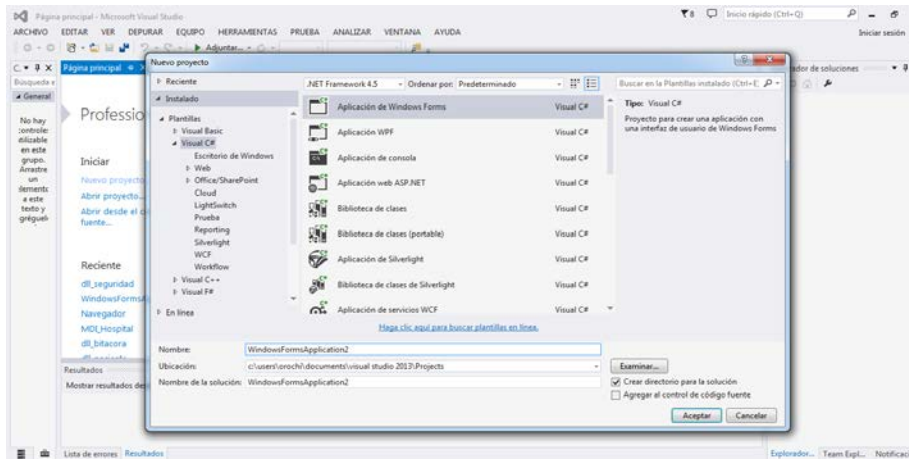 Página principal - Microsoft Visual Studio
8
Inicio rápido (Ctrl+Q)
ARCHIVO EDITAR VER DEPURAR EQUIPO HERRAMIENTAS PRUEBA ANALIZAR VENTANA AYUDA
Iniciar sesión
Adjuntar...
Página principal
Búsqueda e
General
No hay
controles
utilizable
en este
grupo.
Arrastre
un
elemento
a este
texto y
Professio
Iniciar
Nuevo proyecto
Abrir proyecto...
Abrir desde el
fuente...
Reciente
dll_seguridad
WindowsFormsA
Navegador
MDI_Hospital
dll_bitacora
Resultados
Mostrar resultados de
Nuevo proyecto
Reciente
Instalado
Plantillas
Visual Basic
Visual C#
Escritorio de Windows
Web
Office/SharePoint
Cloud
LightSwitch
Prueba
Reporting
Silverlight
WCF
Workflow
Visual C++
Visual F#
En línea
.NET Framework 4.5
Ordenar por: Predeterminado
Aplicación de Windows Forms Visual C#
Aplicación WPF Visual C#
Aplicación de consola Visual C#
Aplicación web ASP.NET Visual C#
Biblioteca de clases Visual C#
Biblioteca de clases (portable) Visual C#
Aplicación de Silverlight Visual C#
Biblioteca de clases de Silverlight Visual C#
Aplicación de servicios WCF Visual C#
Haga clic aquí para buscar plantillas en línea.
Buscar en la Plantillas instalado (Ctrl+E
Tipo: Visual C#
Proyecto para crear una aplicación con
una interfaz de usuario de Windows Forms
Nombre: WindowsFormsApplication2
Ubicación: c:\users\orochi\documents\visual studio 2013\Projects
Nombre de la solución: WindowsFormsApplication2
Examinar...
Crear directorio para la solución
Agregar al control de código fuente
Aceptar Cancelar
ador de soluciones
Lista de errores Resultados
Explorador... Team Expl... Notificac